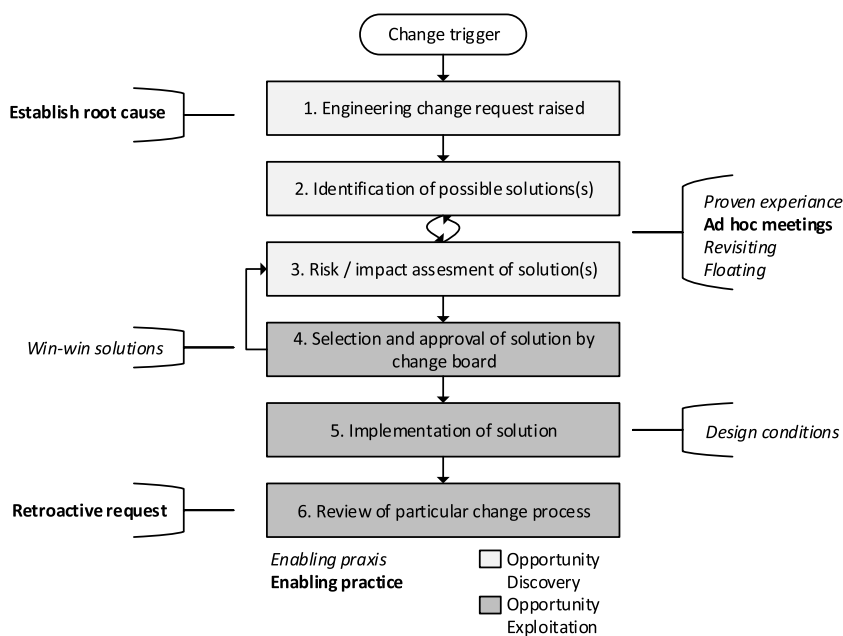 Change trigger
Establish root cause
1. Engineering change request raised
2. Identification of possible solutions(s)
Proven experiance
Ad hoc meetings
Revisiting
Floating
3. Risk / impact assesment of solution(s)
Win-win solutions
4. Selection and approval of solution by
change board
5. Implementation of solution
Design conditions
Retroactive request
6. Review of particular change process
Enabling praxis
Enabling practice
Opportunity
Discovery
Opportunity
Exploitation